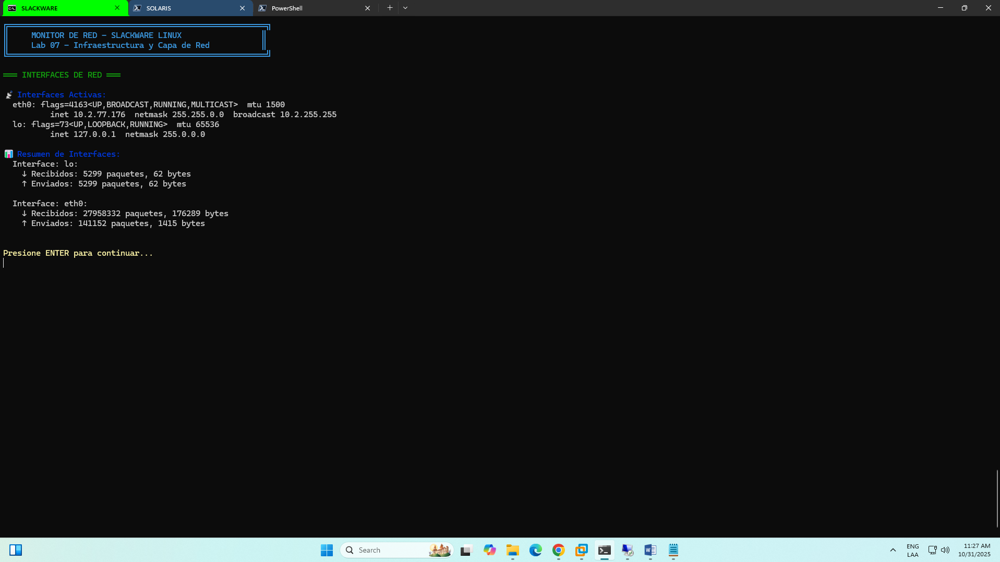 SLACKWARE
SOLARIS
PowerShell
MONITOR DE RED - SLACKWARE LINUX
Lab 07 - Infraestructura y Capa de Red
═══ INTERFACES DE RED ═══
Interfaces Activas:
eth0: flags=4163<UP,BROADCAST,RUNNING,MULTICAST>  mtu 1500
inet 10.2.77.176  netmask 255.255.0.0  broadcast 10.2.255.255
lo: flags=73<UP,LOOPBACK,RUNNING>  mtu 65536
inet 127.0.0.1  netmask 255.0.0.0
Resumen de Interfaces:
Interface: lo:
↓ Recibidos: 5299 paquetes, 62 bytes
↑ Enviados: 5299 paquetes, 62 bytes
Interface: eth0:
↓ Recibidos: 27958332 paquetes, 176289 bytes
↑ Enviados: 141152 paquetes, 1415 bytes
Presione ENTER para continuar...
Search
ENG
LAA
11:27 AM
10/31/2025